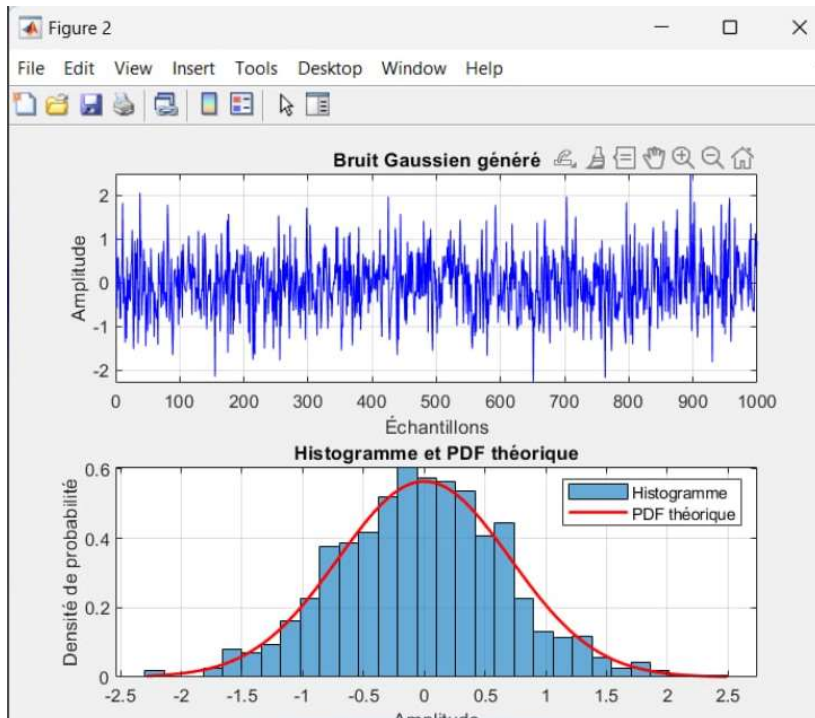 Figure 2
File Edit View Insert Tools Desktop Window Help
Bruit Gaussien généré
2
1
0
-1
-2
Amplitude
0 100 200 300 400 500 600 700 800 900 1000
Échantillons
Histogramme et PDF théorique
0.6
0.4
0.2
0
Densité de probabilité
Histogramme
PDF théorique
-2.5 -2 -1.5 -1 -0.5 0 0.5 1 1.5 2 2.5
Amplitude